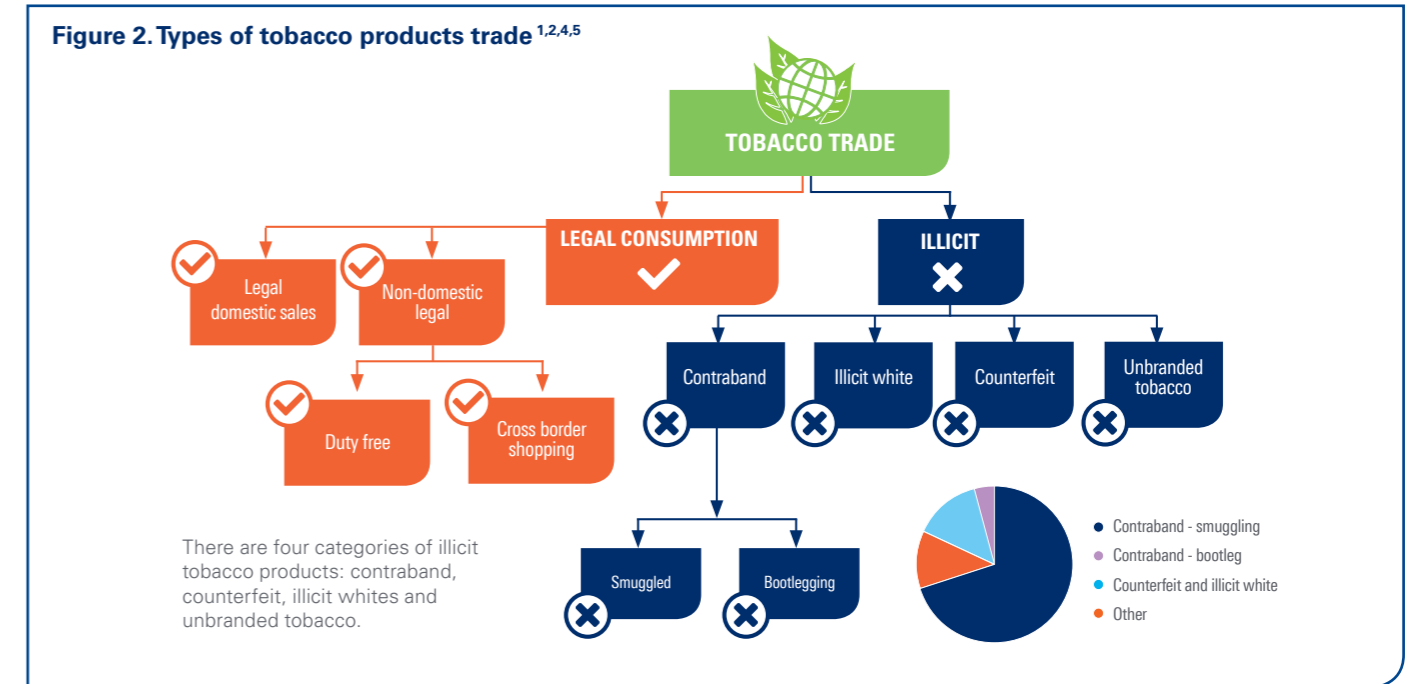 Figure 2. Types of tobacco products trade 1,2,4,5
TOBACCO TRADE
LEGAL CONSUMPTION
ILLICIT
Legal
domestic sales
Non-domestic
legal
Duty free
Cross border
shopping
Contraband
Illicit white
Counterfeit
Unbranded
tobacco
Smuggled
Bootlegging
There are four categories of illicit
tobacco products: contraband,
counterfeit, illicit whites and
unbranded tobacco.
Contraband - smuggling
Contraband - bootleg
Counterfeit and illicit white
Other